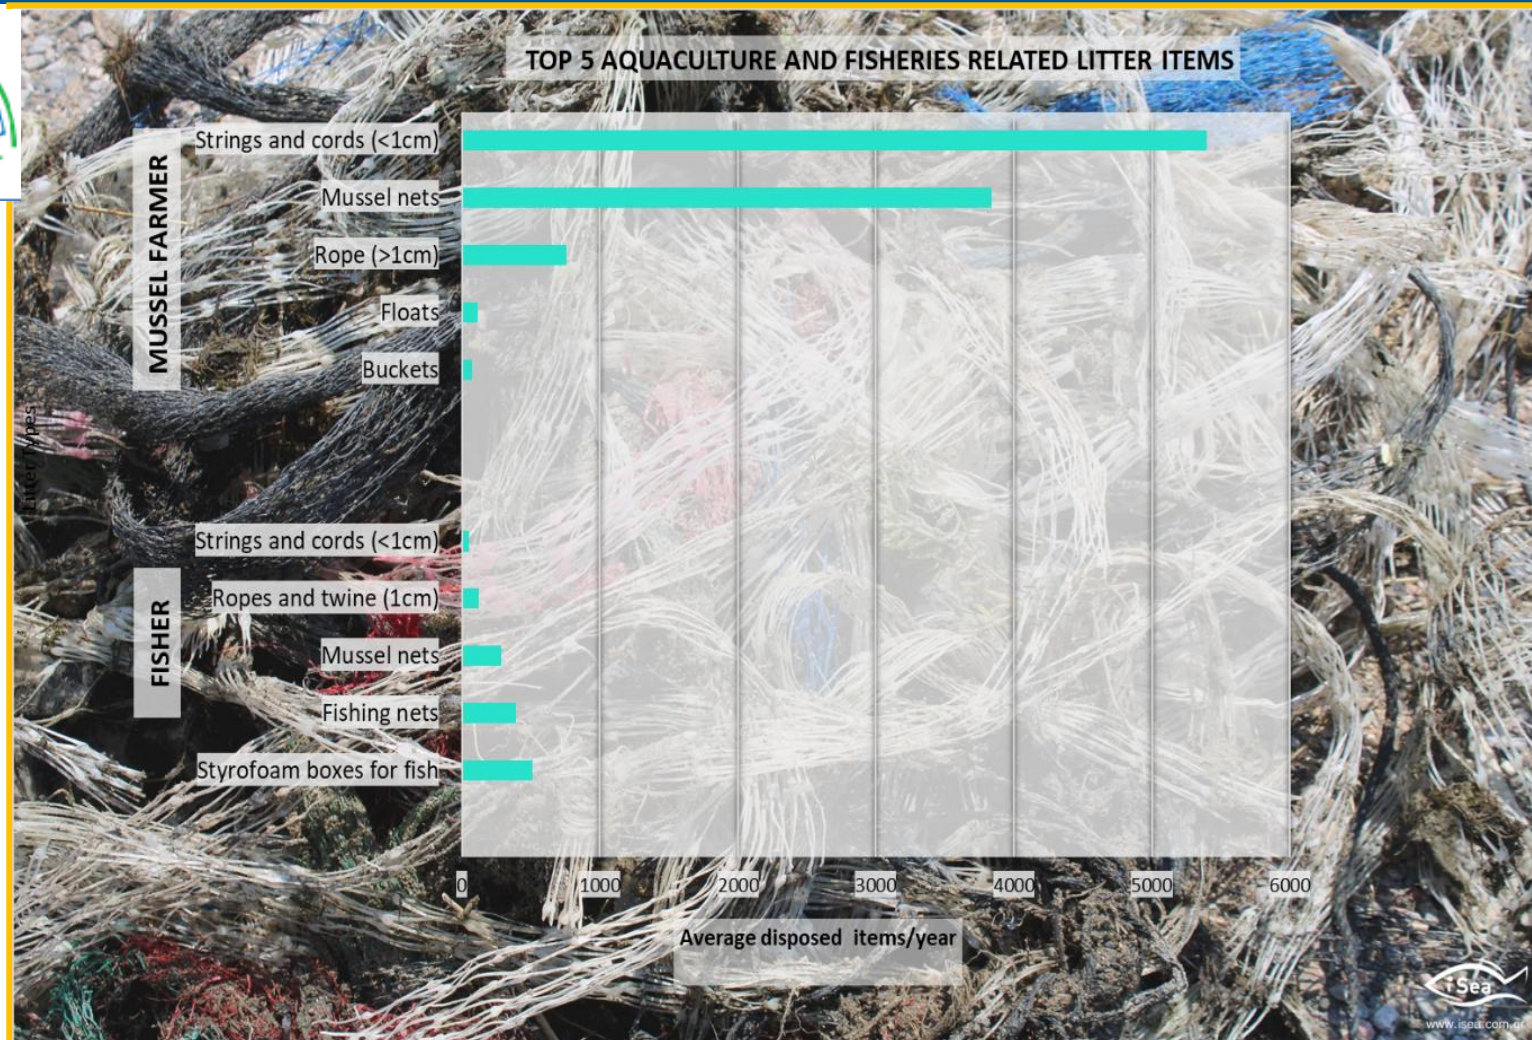 TOP 5 AQUACULTURE AND FISHERIES RELATED LITTER ITEMS
MUSSEL FARMER
Strings and cords (<1cm)
Mussel nets
Rope (>1cm)
Floats
Buckets
Litter Types
FISHER
Strings and cords (<1cm)
Ropes and twine (1cm)
Mussel nets
Fishing nets
Styrofoam boxes for fish
0 1000 2000 3000 4000 5000 6000
Average disposed items/year
iSea
www.isea.com.gr